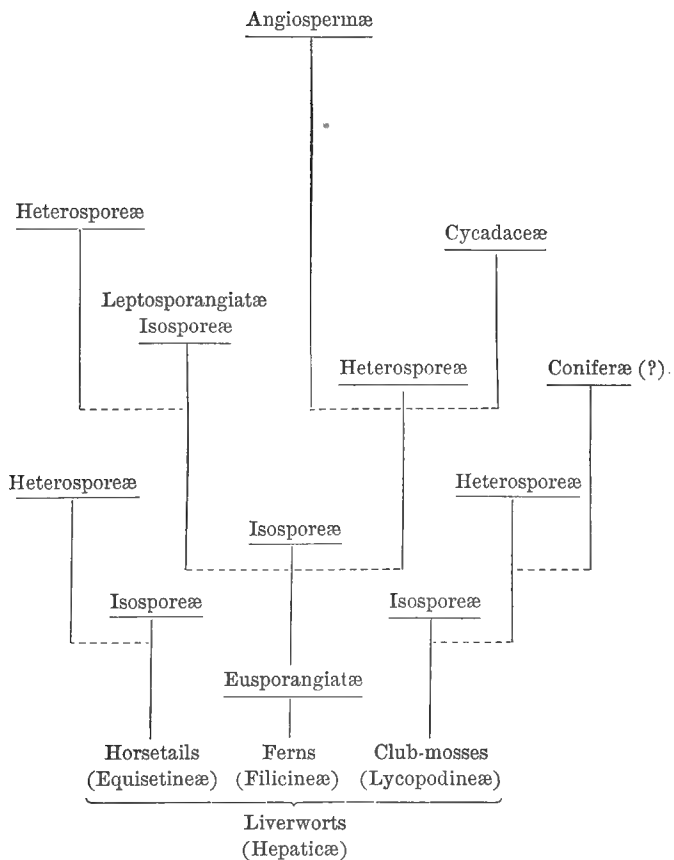 Angiospermæ
Heterosporeæ
Cycadaceæ
Leptosporangiatæ
Isosporeæ
Heterosporeæ
Coniferæ (?).
Heterosporeæ
Heterosporeæ
Isosporeæ
Isosporeæ
Isosporeæ
Eusporangiatæ
Horsetails
(Equisetineæ)
Ferns
(Filicineæ)
Club-mosses
(Lycopodineæ)
Liverworts
(Hepaticæ)